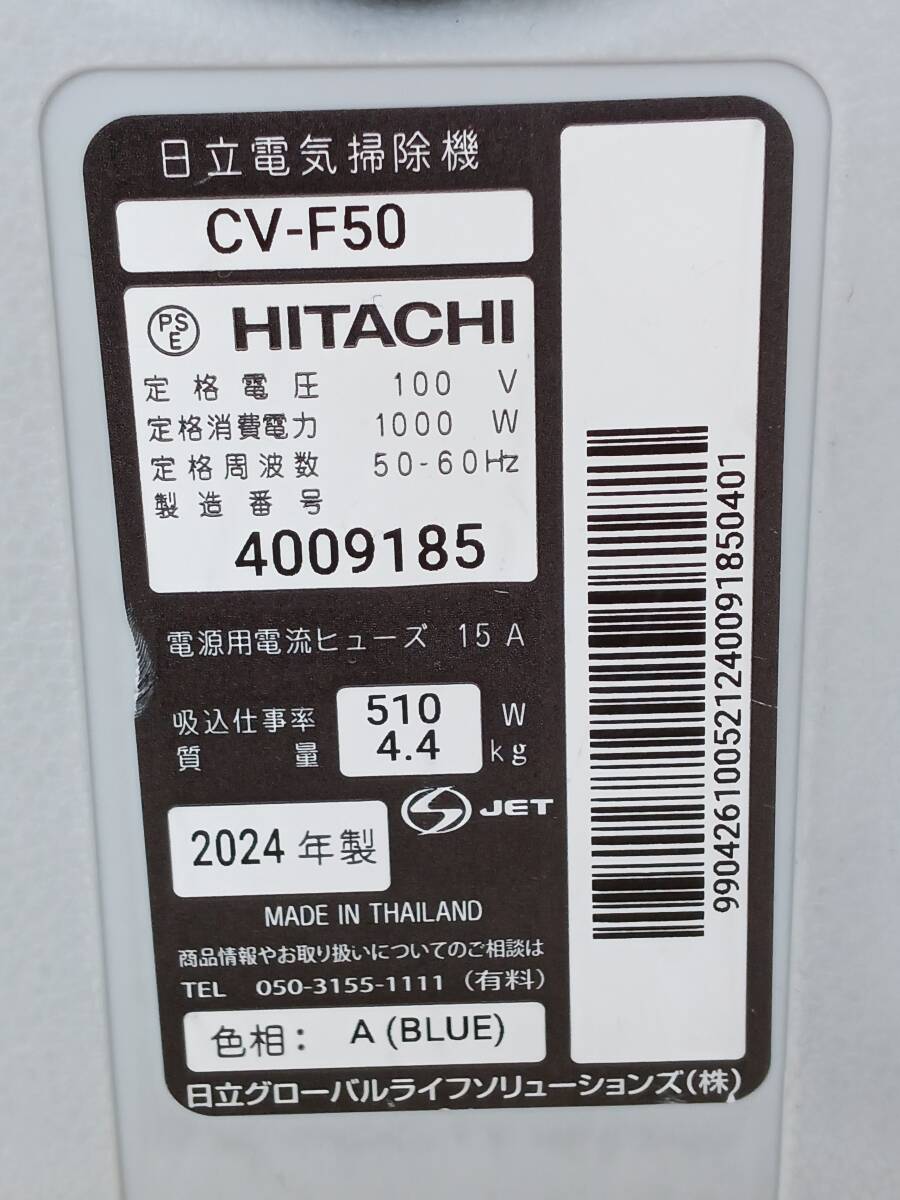 日立電気掃除機
CV-F50
PS
E
HITACHI
定格電圧 100 V
定格消費電力 1000 W
定格周波数 50-60Hz
製造番号
4009185
電源用電流ヒューズ 15 A
吸込仕事率 510 W
質量 4.4 kg
JET
2024 年製
MADE IN THAILAND
商品情報やお取り扱いについてのご相談は
TEL 050-3155-1111 (有料)
色相: A (BLUE)
日立グローバルライフソリューションズ(株)
99042610052124009185​0401